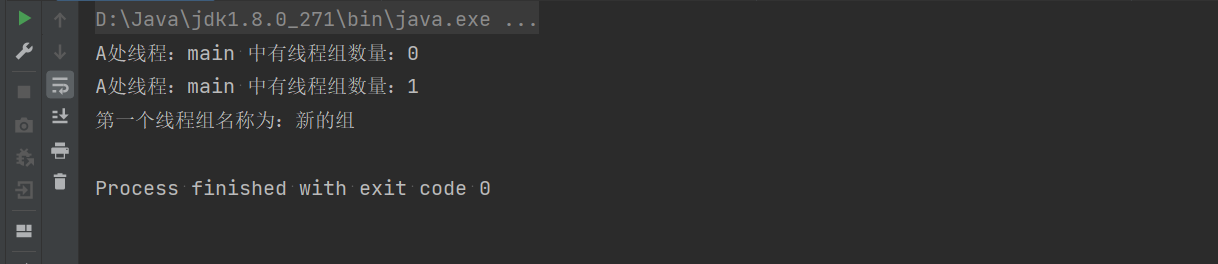 D:\Java\jdk1.8.0_271\bin\java.exe ...
A处线程：main 中有线程组数量：0
A处线程：main 中有线程组数量：1
第一个线程组名称为：新的组
Process finished with exit code 0